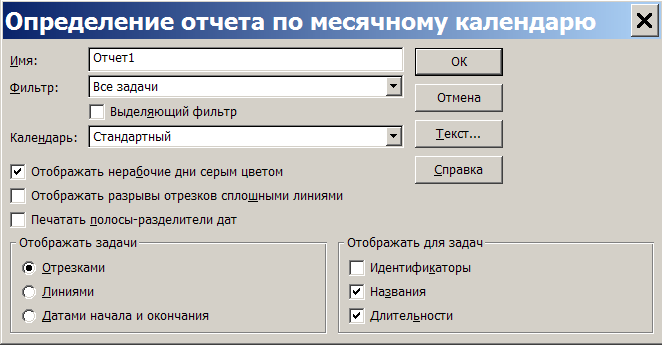 Определение отчета по месячному календарю
Имя: Отчет1
ОК
Фильтр: Все задачи
Отмена
Выделяющий фильтр
Календарь: Стандартный
Текст...
Отображать нерабочие дни серым цветом
Справка
Отображать разрывы отрезков сплошными линиями
Печатать полосы-разделители дат
Отображать задачи
Отрезками
Линиями
Датами начала и окончания
Отображать для задач
Идентификаторы
Названия
Длительности